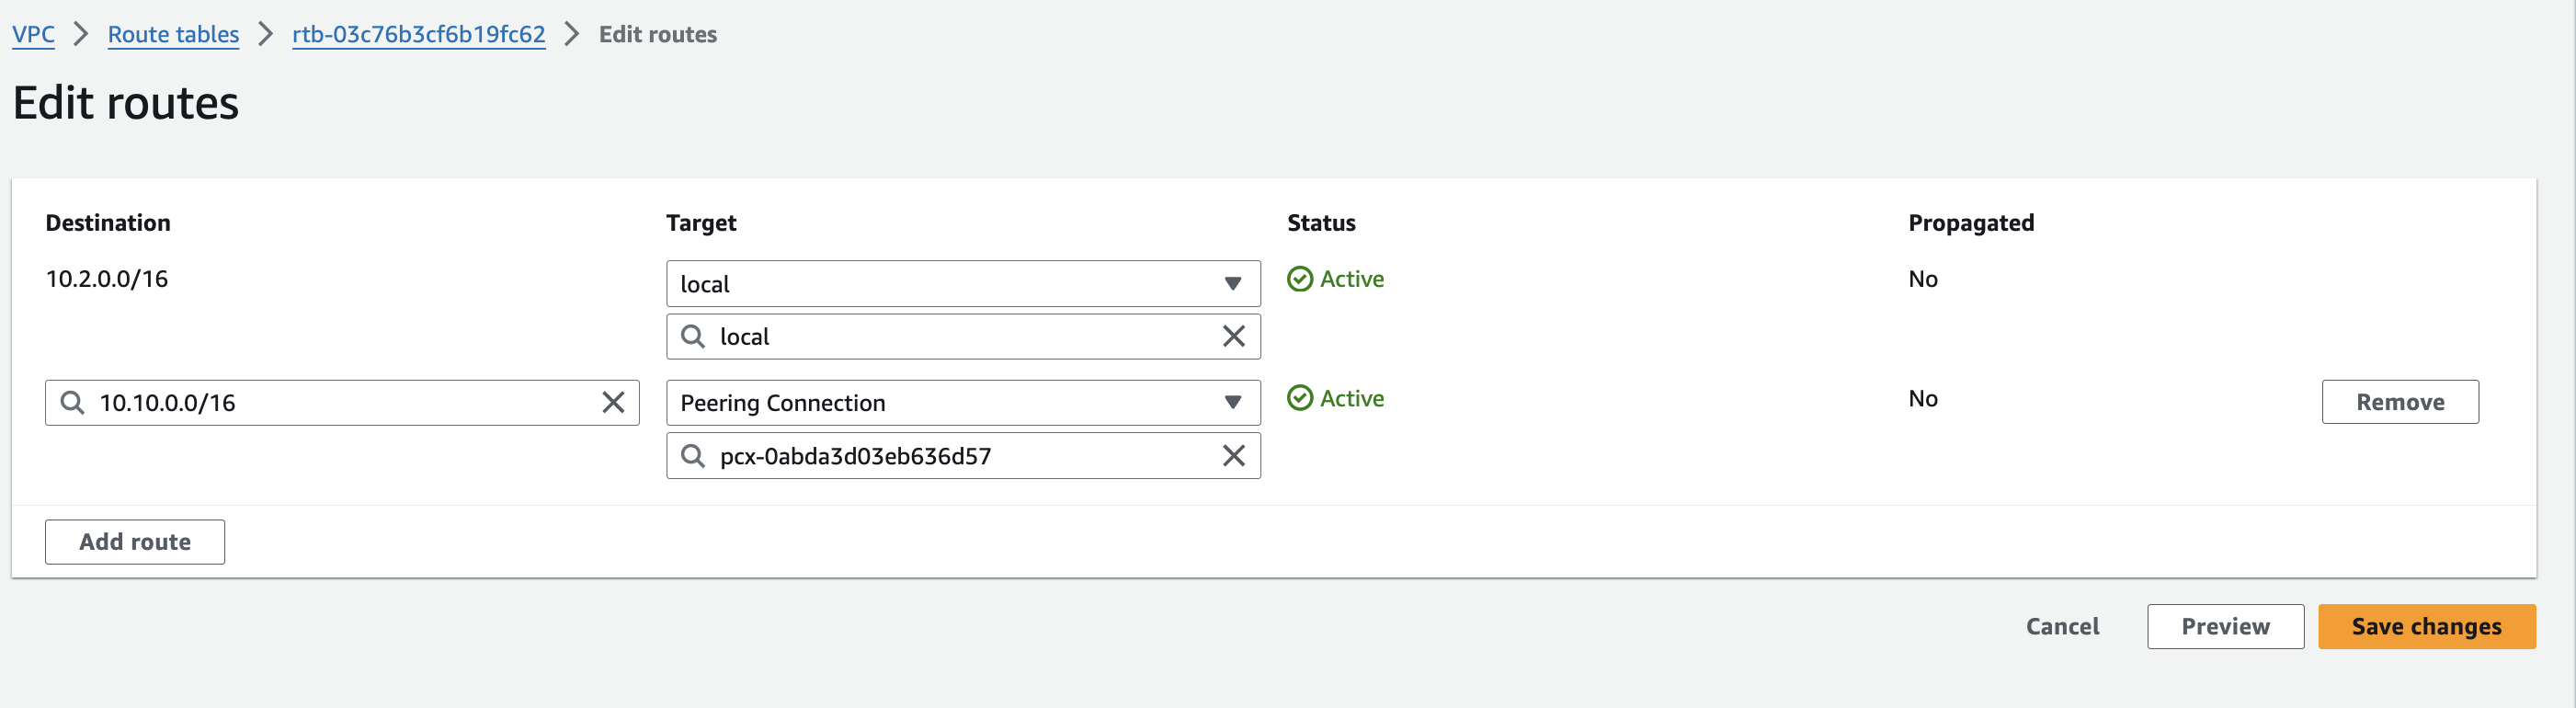 VPC > Route tables > rtb-03c76b3cf6b19fc62 > Edit routes
Edit routes
Destination Target Status Propagated
10.2.0.0/16 local Active No
local
10.10.0.0/16 Peering Connection Active No Remove
pcx-0abda3d03eb636d57
Add route
Cancel Preview Save changes